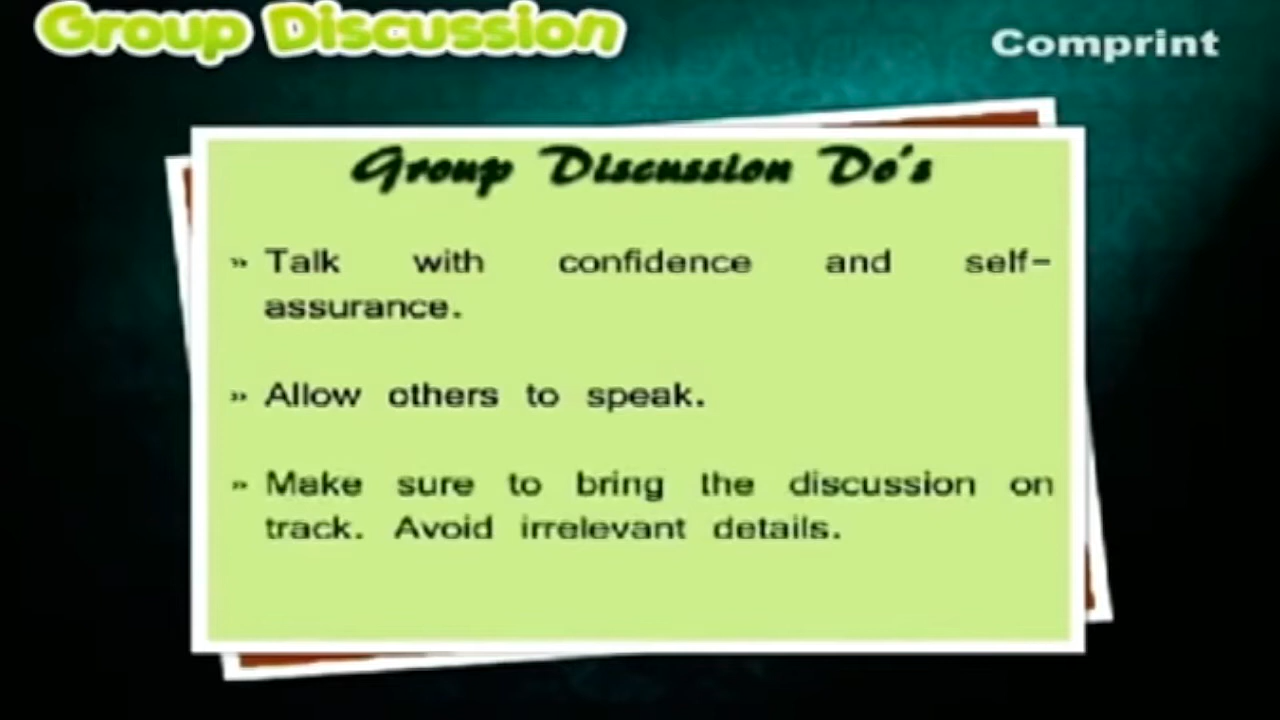 Group Discussion
Comprint
Group Discussion Do's
» Talk with confidence and self-
assurance.
» Allow others to speak.
» Make sure to bring the discussion on
track. Avoid irrelevant details.